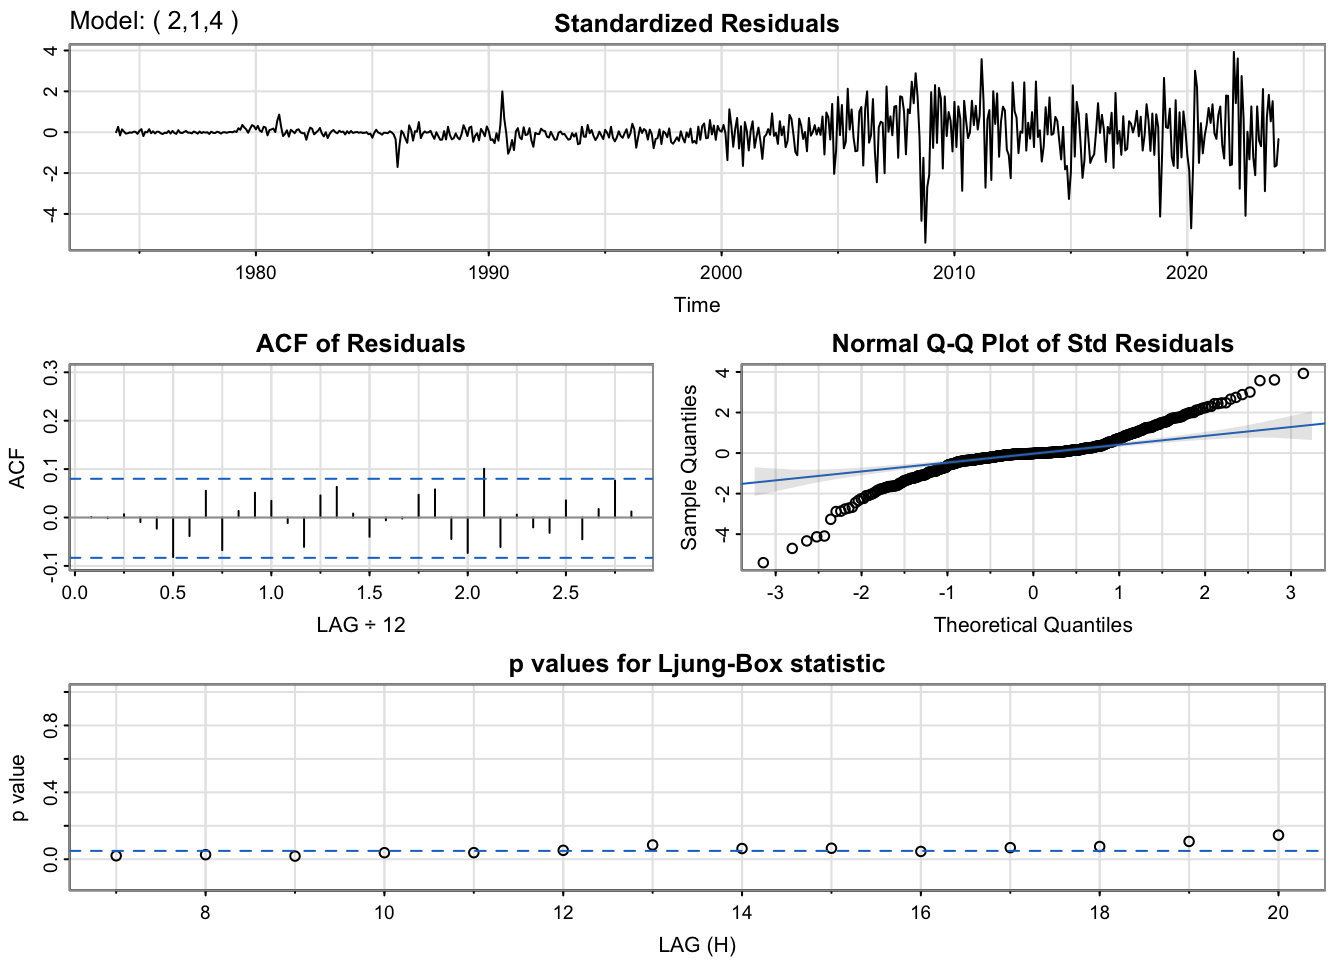 Model: ( 2,1,4 )
Standardized Residuals
4
2
0
-2
-4
1980 1990 2000 2010 2020
Time
ACF of Residuals
ACF
0.3
0.2
0.1
0.0
-0.1
0.0 0.5 1.0 1.5 2.0 2.5
LAG ÷ 12
Normal Q-Q Plot of Std Residuals
Sample Quantiles
4
2
0
-2
-4
-3 -2 -1 0 1 2 3
Theoretical Quantiles
p values for Ljung-Box statistic
p value
0.8
0.4
0.0
8 10 12 14 16 18 20
LAG (H)